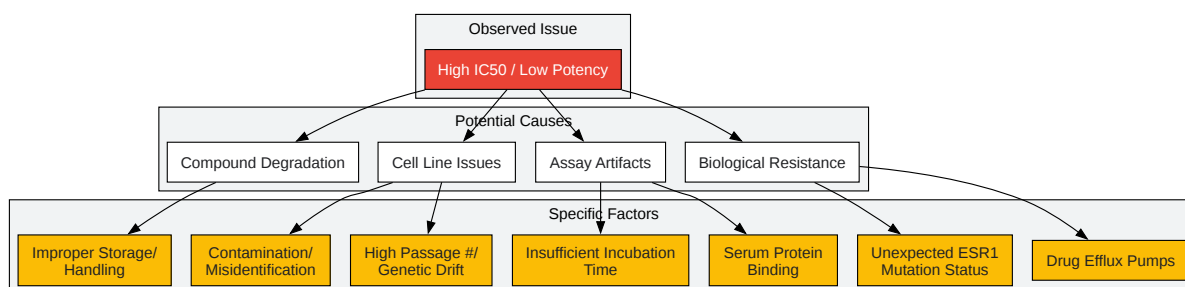 Observed Issue
High IC50 / Low Potency
Potential Causes
Compound Degradation
Cell Line Issues
Assay Artifacts
Biological Resistance
Specific Factors
Improper Storage/
Handling
Contamination/
Misidentification
High Passage #/
Genetic Drift
Insufficient Incubation
Time
Serum Protein
Binding
Unexpected ESR1
Mutation Status
Drug Efflux Pumps